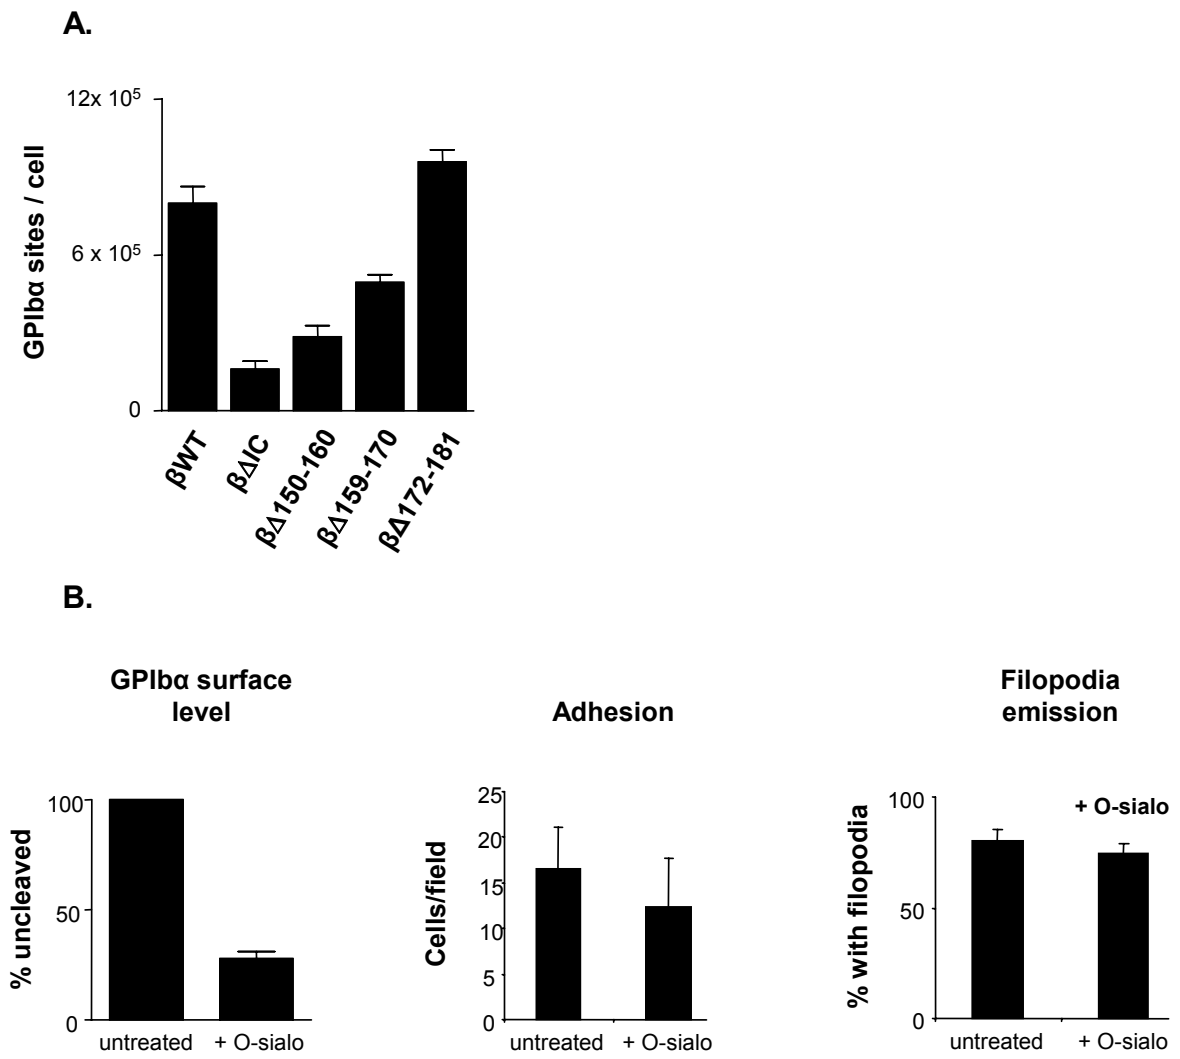 A.
12x 10⁵
6 x 10⁵
0
GPIbα sites / cell
βWT
βΔIC
βΔ150-160
βΔ159-170
βΔ172-181
B.
GPIbα surface
level
100
50
0
% uncleaved
untreated
+ O-sialo
Adhesion
25
20
15
10
5
0
Cells/field
untreated
+ O-sialo
Filopodia
emission
+ O-sialo
100
50
0
% with filopodia
untreated
+ O-sialo